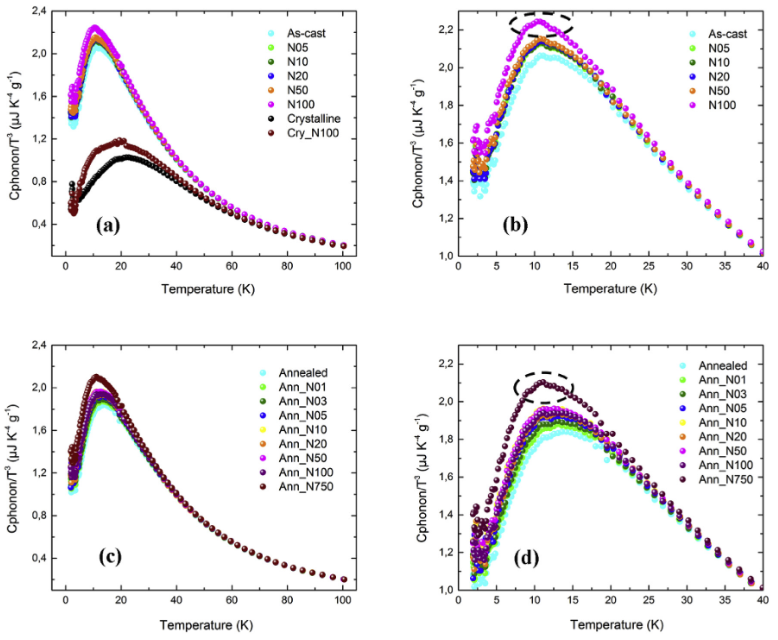 2,4
2,0
1,6
1,2
0,8
0,4
Cphonon/T³ (μJ K⁻⁴ g⁻¹)
As-cast
N05
N10
N20
N50
N100
Crystalline
Cry_N100
(a)
0 20 40 60 80 100
Temperature (K)
2,2
2,0
1,8
1,6
1,4
1,2
1,0
Cphonon/T³ (μJ K⁻⁴ g⁻¹)
As-cast
N05
N10
N20
N50
N100
(b)
0 5 10 15 20 25 30 35 40
Temperature (K)
2,4
2,0
1,6
1,2
0,8
0,4
Cphonon/T³ (μJ K⁻⁴ g⁻¹)
Annealed
Ann_N01
Ann_N03
Ann_N05
Ann_N10
Ann_N20
Ann_N50
Ann_N100
Ann_N750
(c)
0 20 40 60 80 100
Temperature (K)
2,2
2,1
2,0
1,8
1,6
1,4
1,2
1,0
Cphonon/T³ (μJ K⁻⁴ g⁻¹)
Annealed
Ann_N01
Ann_N03
Ann_N05
Ann_N10
Ann_N20
Ann_N50
Ann_N100
Ann_N750
(d)
0 5 10 15 20 25 30 35 40
Temperature (K)